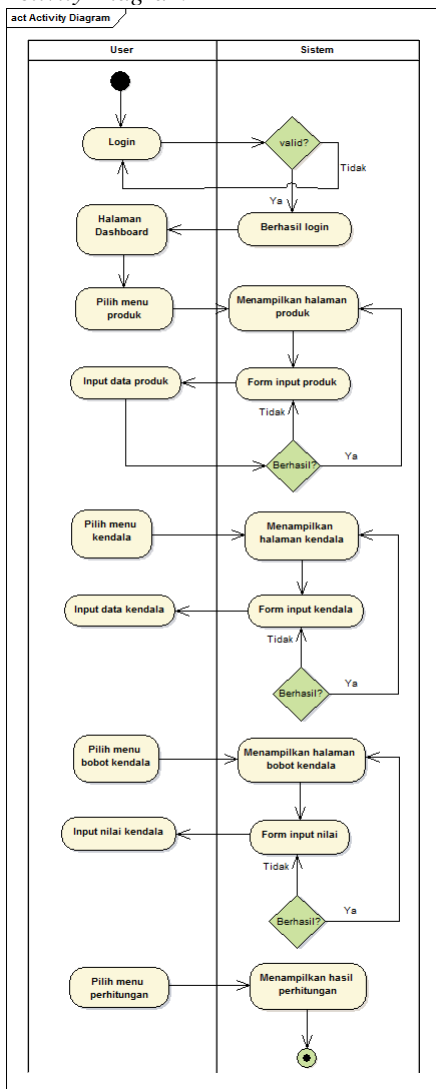 act Activity Diagram
User
Sistem
Login
valid?
Tidak
Ya
Halaman
Dashboard
Berhasil login
Pilih menu
produk
Menampilkan halaman
produk
Input data produk
Form input produk
Tidak
Berhasil?
Ya
Pilih menu
kendala
Menampilkan
halaman kendala
Input data kendala
Form input kendala
Tidak
Berhasil?
Ya
Pilih menu
bobot kendala
Menampilkan halaman
bobot kendala
Input nilai kendala
Form input nilai
Tidak
Berhasil?
Ya
Pilih menu
perhitungan
Menampilkan hasil
perhitungan